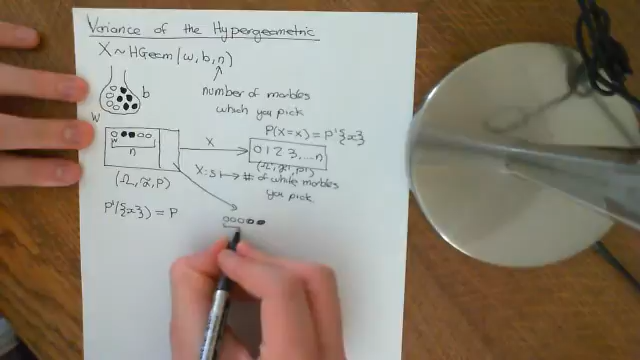 Variance of the Hypergeometric
X ~ HGeom (w, b, n)
number of marbles
which you pick
b
w
P(X=x) = P'{x}
X
0 1 2 3, ... n
n
(Ω, F, P)
X: s ↦ # of white marbles
you pick
P'({x}) = P